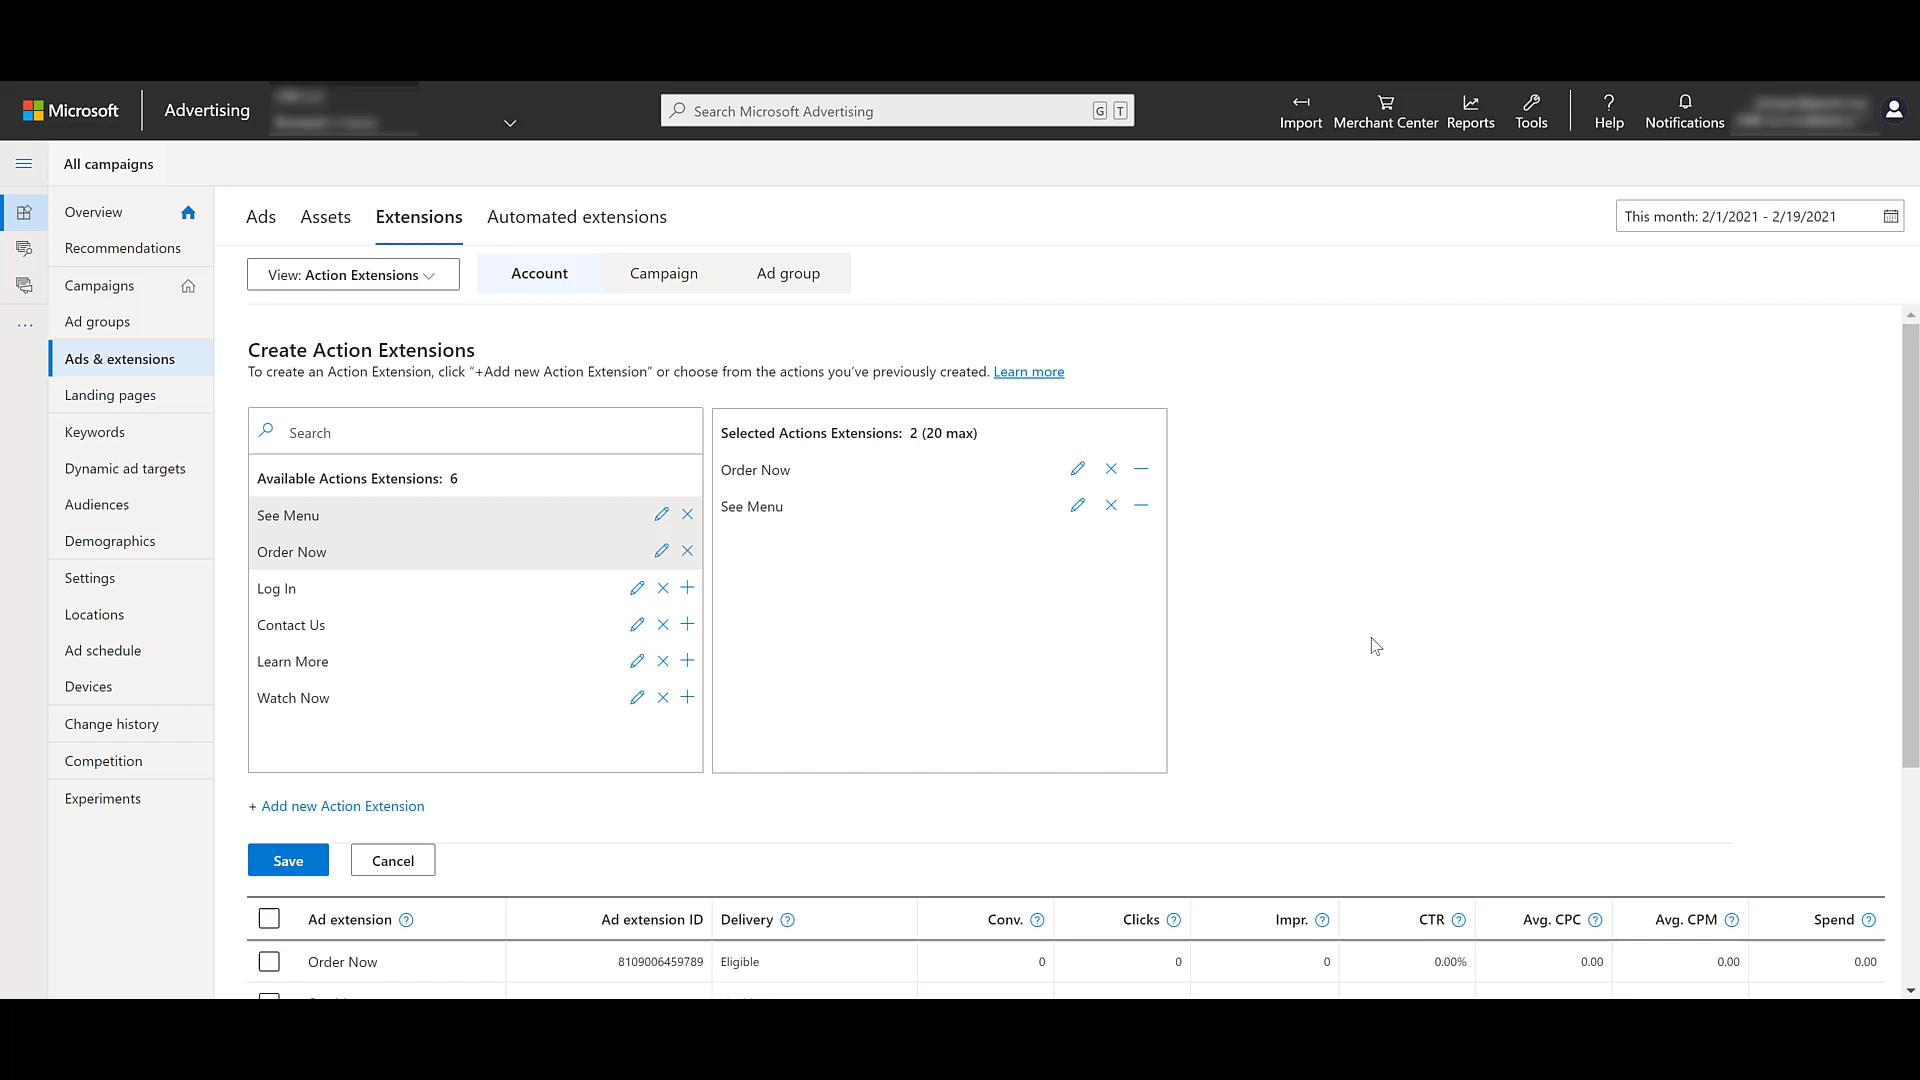 Microsoft
Advertising
Search Microsoft Advertising
G T
Import
Merchant Center
Reports
Tools
Help
Notifications
All campaigns
Overview
Recommendations
Campaigns
Ad groups
Ads & extensions
Landing pages
Keywords
Dynamic ad targets
Audiences
Demographics
Settings
Locations
Ad schedule
Devices
Change history
Competition
Experiments
Ads Assets Extensions Automated extensions
This month: 2/1/2021 - 2/19/2021
View: Action Extensions
Account Campaign Ad group
Create Action Extensions
To create an Action Extension, click “+Add new Action Extension” or choose from the actions you’ve previously created. Learn more
Search
Available Actions Extensions: 6
See Menu
Order Now
Log In
Contact Us
Learn More
Watch Now
Selected Actions Extensions: 2 (20 max)
Order Now
See Menu
+ Add new Action Extension
Save Cancel
Ad extension Ad extension ID Delivery Conv. Clicks Impr. CTR Avg. CPC Avg. CPM Spend
Order Now 8109006459789 Eligible 0 0 0 0.00% 0.00 0.00 0.00